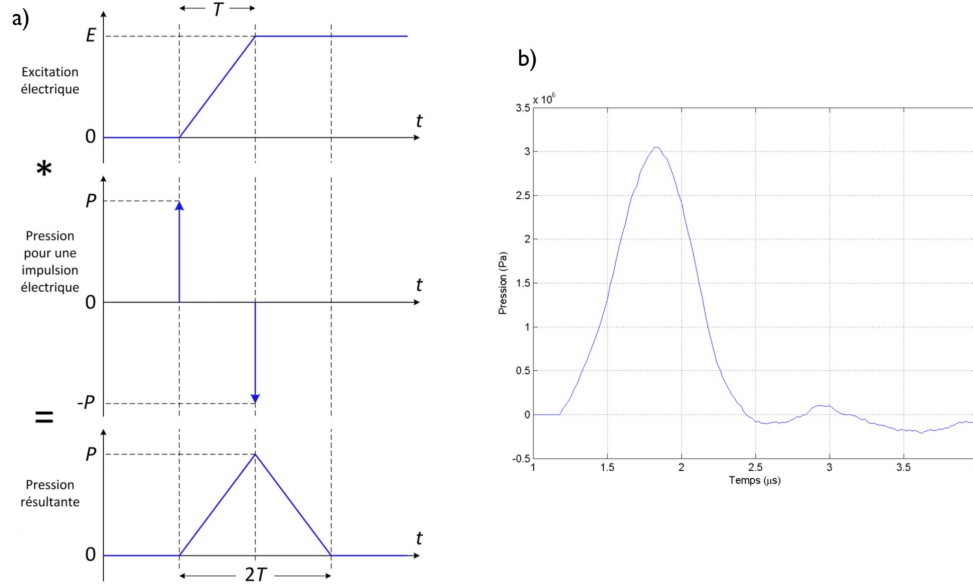 a)
T
E
Excitation
électrique
0
t
*
P
Pression
pour une
impulsion
électrique
0
t
-P
=
P
Pression
résultante
0
t
2T
b)
x 10⁶
3.5
3
2.5
2
1.5
1
0.5
0
-0.5
Pression (Pa)
1 1.5 2 2.5 3 3.5
Temps (μs)